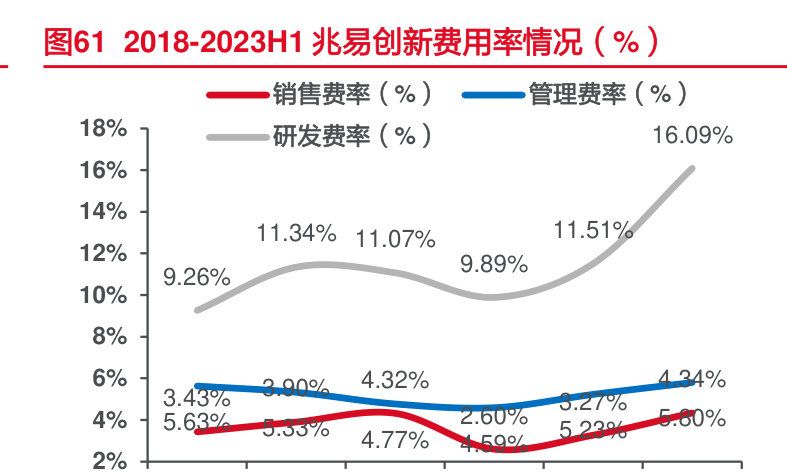 图61 2018-2023H1 兆易创新费用率情况（%）
销售费率（%） 管理费率（%）
研发费率（%）
18%
16.09%
16%
14%
11.34% 11.07% 11.51%
12%
9.26% 9.89%
10%
8%
6%
3.43% 3.90% 4.32% 2.60% 3.27% 4.34%
4%
5.63% 5.33% 4.77% 4.59% 5.23% 5.80%
2%